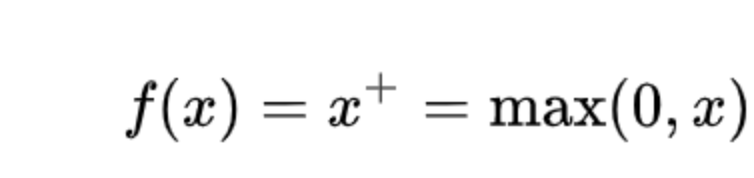 f(x) = x⁺ = max(0, x)